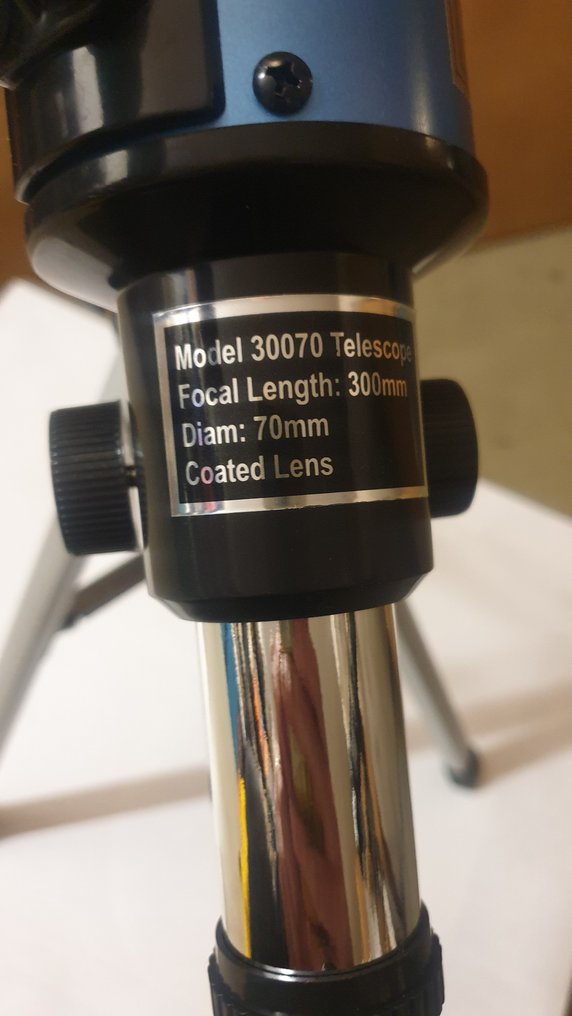 Model 30070 Telescope
Focal Length: 300mm
Diam: 70mm
Coated Lens